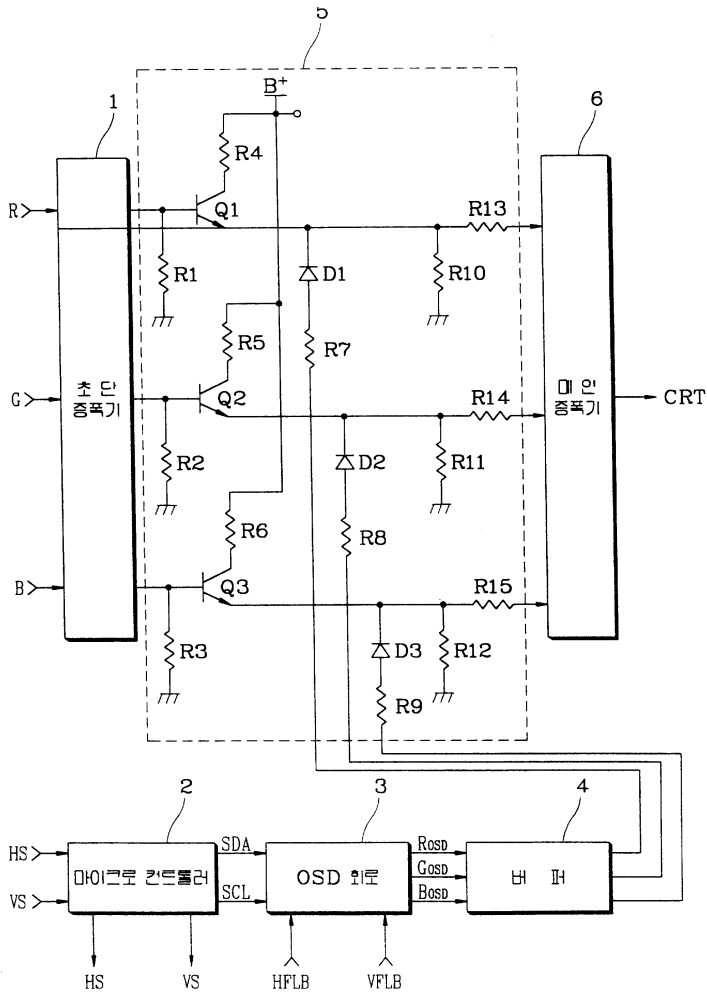 5
B⁺
1
6
R4
R
Q1
R13
R1
D1
R10
R5
R7
초단
증폭기
메인
증폭기
G
Q2
R14
CRT
R2
D2
R11
R6
R8
B
Q3
R15
R3
D3
R12
R9
2
3
4
HS
SDA
ROSD
마이크로 컨트롤러
OSD 회로
GOSD
버 퍼
VS
SCL
BOSD
HS
VS
HFLB
VFLB